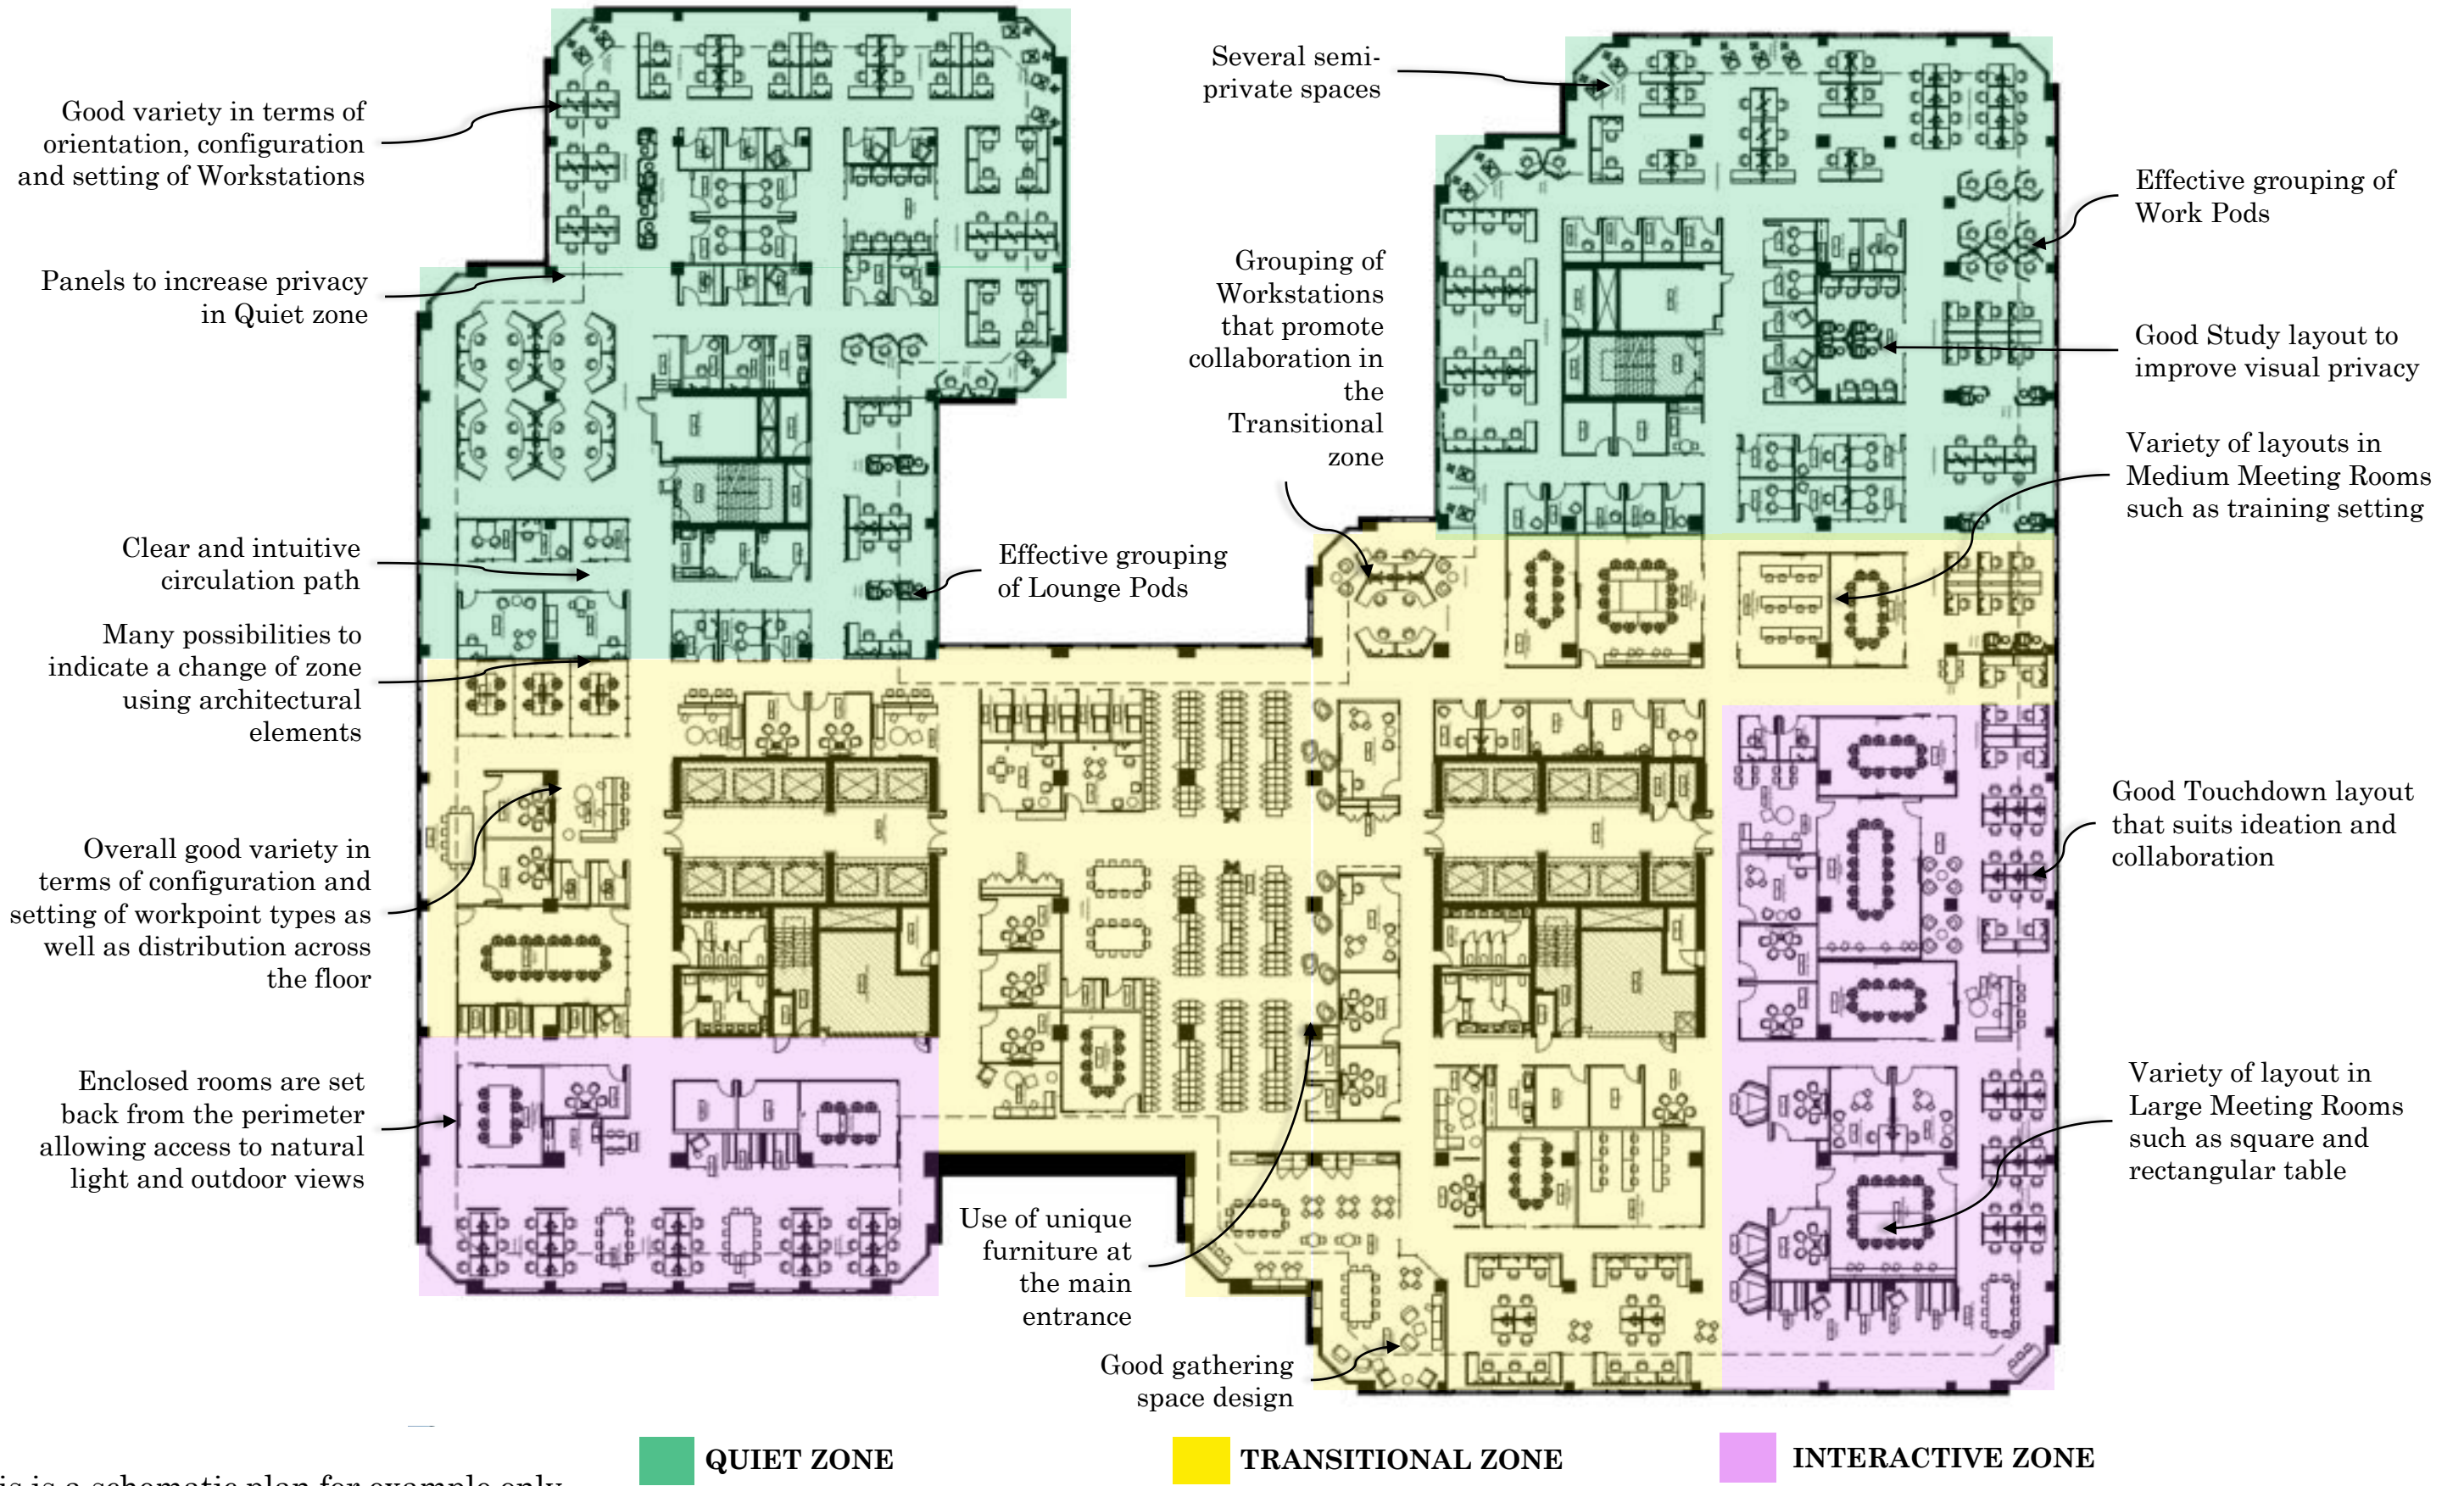 Good variety in terms of
orientation, configuration
and setting of Workstations
Panels to increase privacy
in Quiet zone
Clear and intuitive
circulation path
Many possibilities to
indicate a change of zone
using architectural
elements
Overall good variety in
terms of configuration and
setting of workpoint types as
well as distribution across
the floor
Enclosed rooms are set
back from the perimeter
allowing access to natural
light and outdoor views
Effective grouping
of Lounge Pods
Several semi-
private spaces
Grouping of
Workstations
that promote
collaboration in
the
Transitional
zone
Use of unique
furniture at
the main
entrance
Good gathering
space design
Effective grouping of
Work Pods
Good Study layout to
improve visual privacy
Variety of layouts in
Medium Meeting Rooms
such as training setting
Good Touchdown layout
that suits ideation and
collaboration
Variety of layout in
Large Meeting Rooms
such as square and
rectangular table
QUIET ZONE
TRANSITIONAL ZONE
INTERACTIVE ZONE
is is a schematic plan for example only